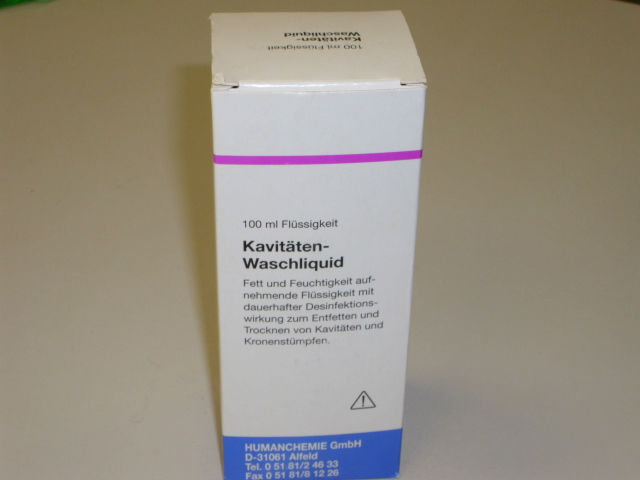 100 ml Flüssigkeit
Kavitäten-
Waschliquid
100 ml Flüssigkeit
Kavitäten-
Waschliquid
Fett und Feuchtigkeit auf-
nehmende Flüssigkeit mit
dauerhafter Desinfektions-
wirkung zum Entfetten und
Trocknen von Kavitäten und
Kronenstümpfen.
HUMANCHEMIE GmbH
D-31061 Alfeld
Tel. 0 51 81/2 46 33
Fax 0 51 81/8 12 26